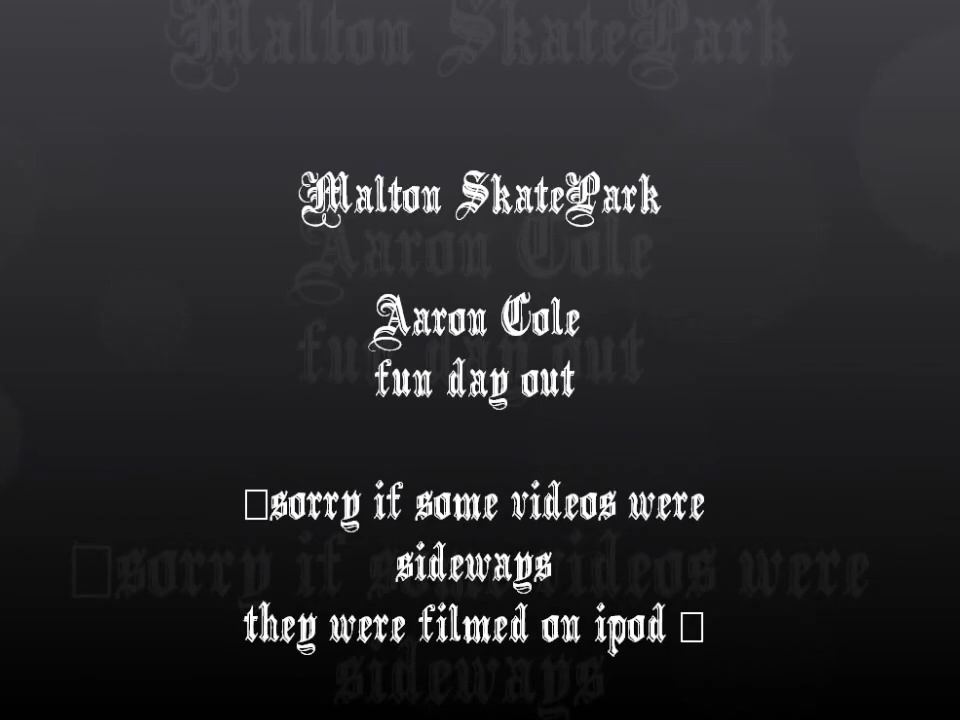 Malton SkatePark
Aaron Cole
fun day out
□sorry if some videos were
sideways
they were filmed on ipod □